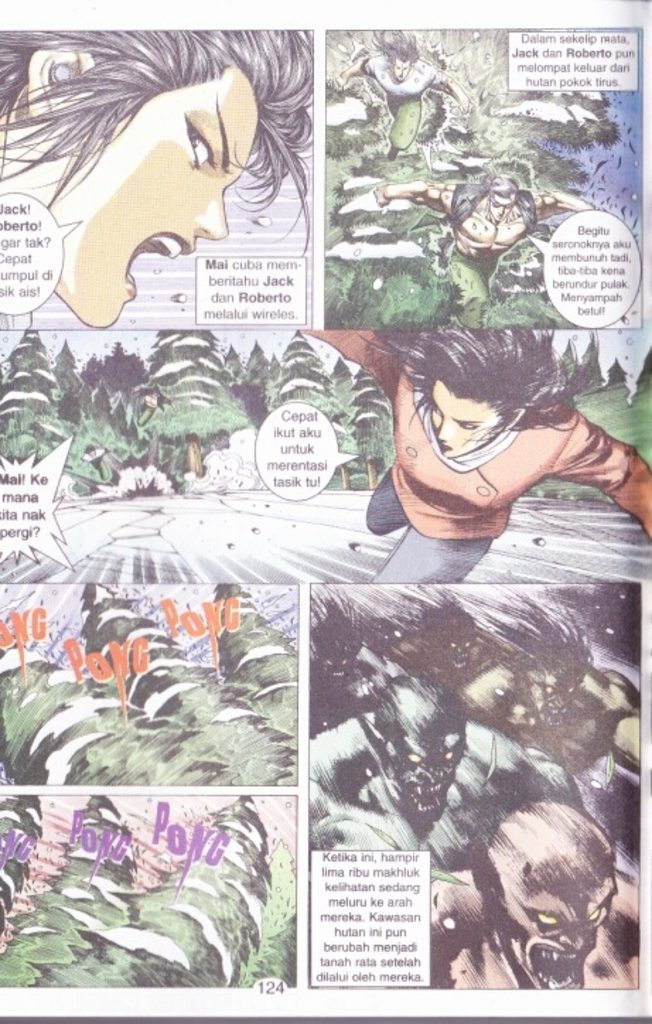 Jack!
tak?
Cepat
di
ais!
Mai cuba mem-
beritahu Jack
dan Roberto
melalui wireles.
Dalam sekelip mata,
Jack dan Roberto pun
melompat keluar dari
hutan pokok tirus.
Begitu
seronoknya aku
membunuh tadi,
tiba-tiba kena
berundur pulak.
Menyampah
betul!
Mai! Ke
mana
kita nak
pergi?
Cepat
ikut aku
untuk
merentasi
tasik tu!
PONG
PONG
PONG
PONG
PONG
PONG
Ketika ini, hampir
lima ribu makhluk
kelihatan sedang
meluru ke arah
mereka. Kawasan
hutan ini pun
berubah menjadi
tanah rata setelah
dilalui oleh mereka.
124